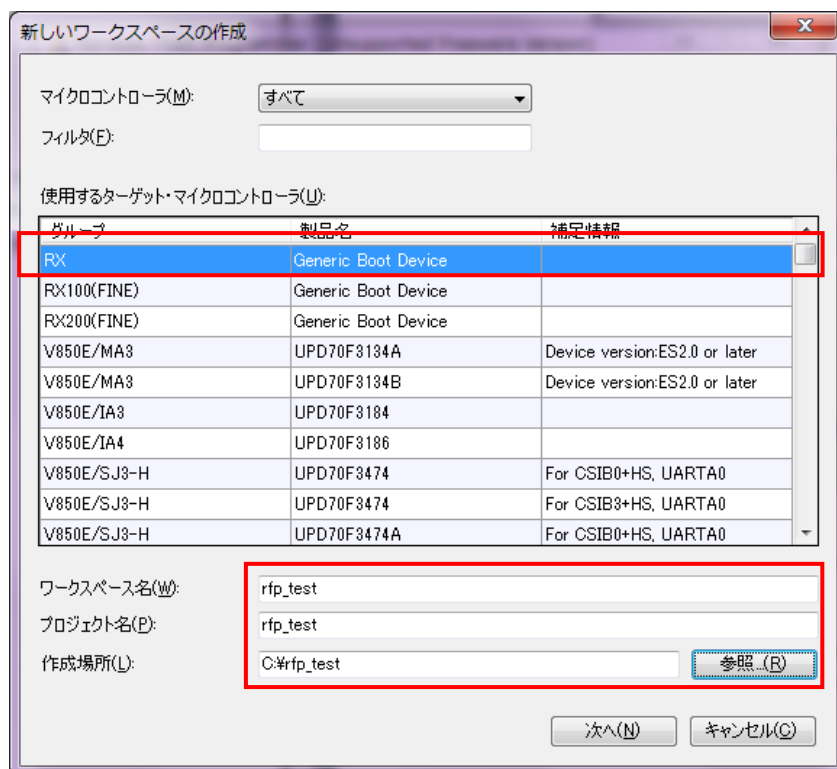 新しいワークスペースの作成
マイクロコントローラ(M): すべて
フィルタ(F):
使用するターゲット・マイクロコントローラ(U):
グループ 製品名 補足情報
RX Generic Boot Device
RX100(FINE) Generic Boot Device
RX200(FINE) Generic Boot Device
V850E/MA3 UPD70F3134A Device version:ES2.0 or later
V850E/MA3 UPD70F3134B Device version:ES2.0 or later
V850E/IA3 UPD70F3184
V850E/IA4 UPD70F3186
V850E/SJ3-H UPD70F3474 For CSIB0+HS, UARTA0
V850E/SJ3-H UPD70F3474 For CSIB3+HS, UARTA0
V850E/SJ3-H UPD70F3474A For CSIB0+HS, UARTA0
ワークスペース名(W): rfp_test
プロジェクト名(P): rfp_test
作成場所(L): C:¥rfp_test 参照...(R)
次へ(N) キャンセル(C)